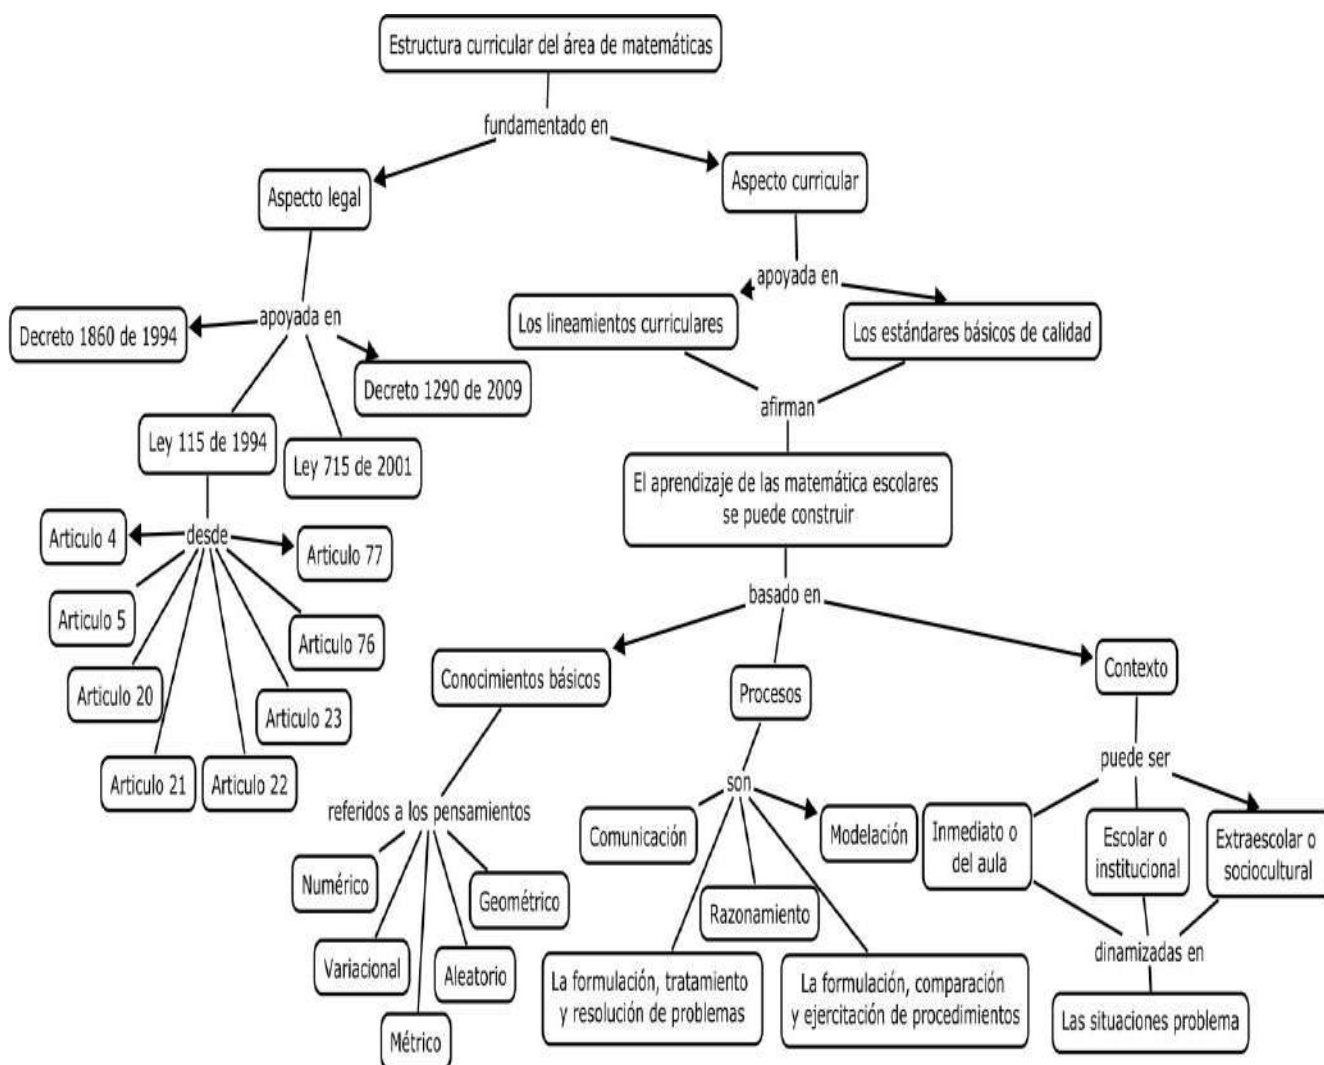 Estructura curricular del área de matemáticas
fundamentado en
Aspecto legal
Aspecto curricular
apoyada en
Decreto 1860 de 1994
Decreto 1290 de 2009
Ley 115 de 1994
Ley 715 de 2001
desde
Articulo 4
Articulo 77
Articulo 5
Articulo 76
Articulo 20
Articulo 23
Articulo 21
Articulo 22
apoyada en
Los lineamientos curriculares
Los estándares básicos de calidad
afirman
El aprendizaje de las matemática escolares
se puede construir
basado en
Conocimientos básicos
Procesos
Contexto
referidos a los pensamientos
Numérico
Geométrico
Variacional
Aleatorio
Métrico
son
Comunicación
Modelación
Razonamiento
La formulación, tratamiento
y resolución de problemas
La formulación, comparación
y ejercitación de procedimientos
puede ser
Inmediato o
del aula
Escolar o
institucional
Extraescolar o
sociocultural
dinamizadas en
Las situaciones problema